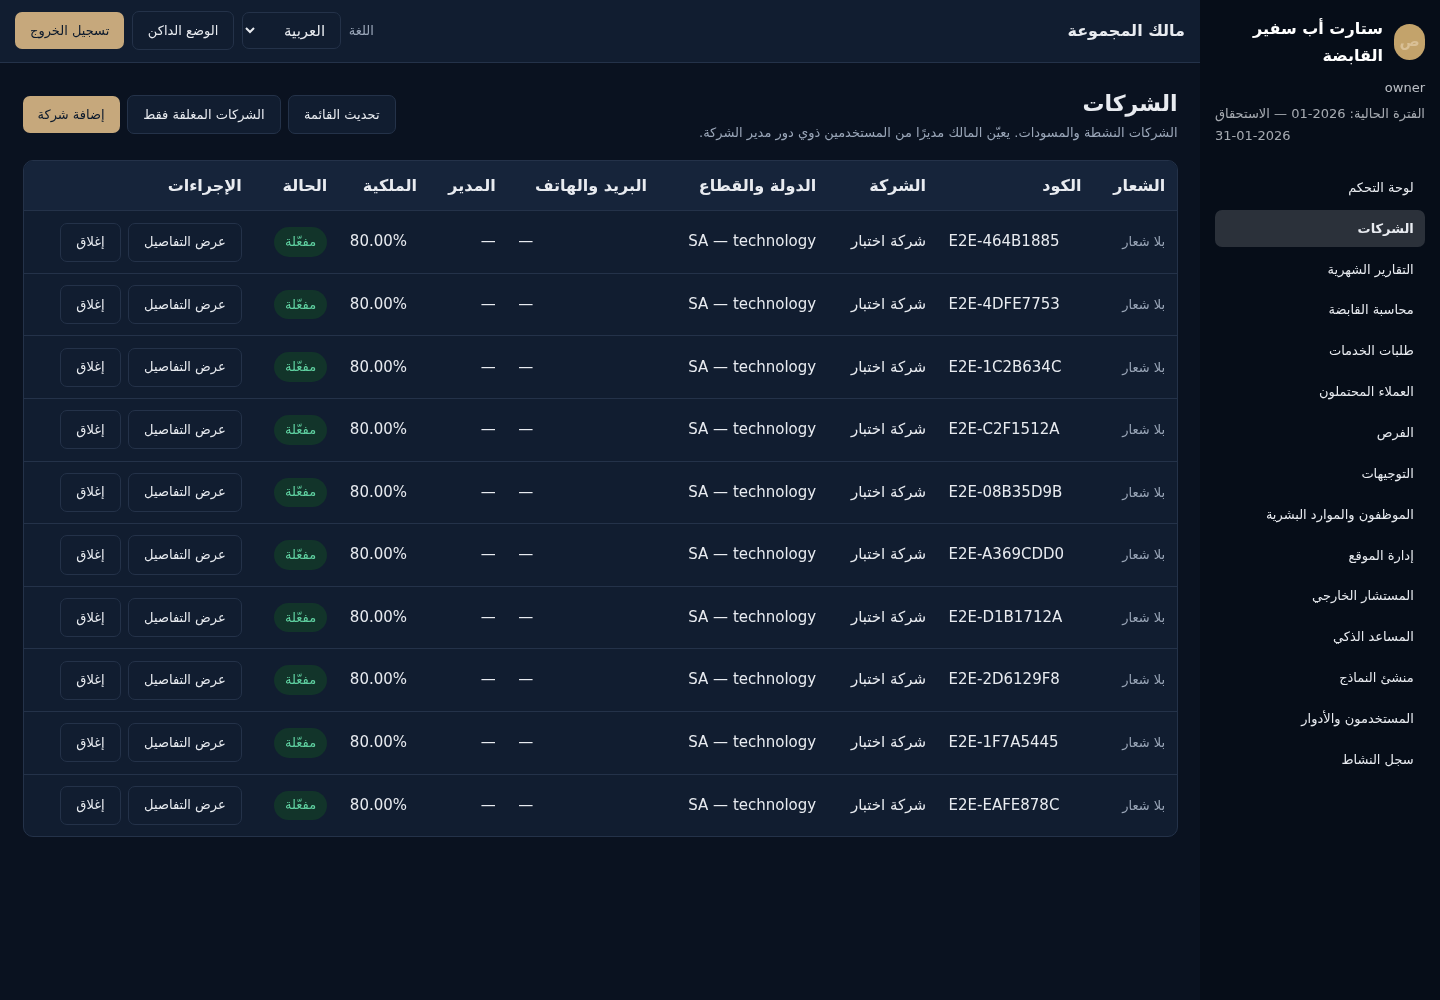 ص
ستارت أب سفير
القابضة
owner
الفترة الحالية: 2026-01 — الاستحقاق
31-01-2026
لوحة التحكم
الشركات
التقارير الشهرية
محاسبة القابضة
طلبات الخدمات
العملاء المحتملون
الفرص
التوجيهات
الموظفون والموارد البشرية
إدارة الموقع
المستشار الخارجي
المساعد الذكي
منشئ النماذج
المستخدمون والأدوار
سجل النشاط
مالك المجموعة اللغة العربية الوضع الداكن تسجيل الخروج
الشركات
الشركات النشطة والمسودات. يعيّن المالك مديرًا من المستخدمين ذوي دور مدير الشركة.
تحديث القائمة الشركات المغلقة فقط إضافة شركة
الشعار الكود الشركة الدولة والقطاع البريد والهاتف المدير الملكية الحالة الإجراءات
بلا شعار E2E-464B1885 شركة اختبار SA — technology — — 80.00% مفعّلة عرض التفاصيل إغلاق
بلا شعار E2E-4DFE7753 شركة اختبار SA — technology — — 80.00% مفعّلة عرض التفاصيل إغلاق
بلا شعار E2E-1C2B634C شركة اختبار SA — technology — — 80.00% مفعّلة عرض التفاصيل إغلاق
بلا شعار E2E-C2F1512A شركة اختبار SA — technology — — 80.00% مفعّلة عرض التفاصيل إغلاق
بلا شعار E2E-08B35D9B شركة اختبار SA — technology — — 80.00% مفعّلة عرض التفاصيل إغلاق
بلا شعار E2E-A369CDD0 شركة اختبار SA — technology — — 80.00% مفعّلة عرض التفاصيل إغلاق
بلا شعار E2E-D1B1712A شركة اختبار SA — technology — — 80.00% مفعّلة عرض التفاصيل إغلاق
بلا شعار E2E-2D6129F8 شركة اختبار SA — technology — — 80.00% مفعّلة عرض التفاصيل إغلاق
بلا شعار E2E-1F7A5445 شركة اختبار SA — technology — — 80.00% مفعّلة عرض التفاصيل إغلاق
بلا شعار E2E-EAFE878C شركة اختبار SA — technology — — 80.00% مفعّلة عرض التفاصيل إغلاق